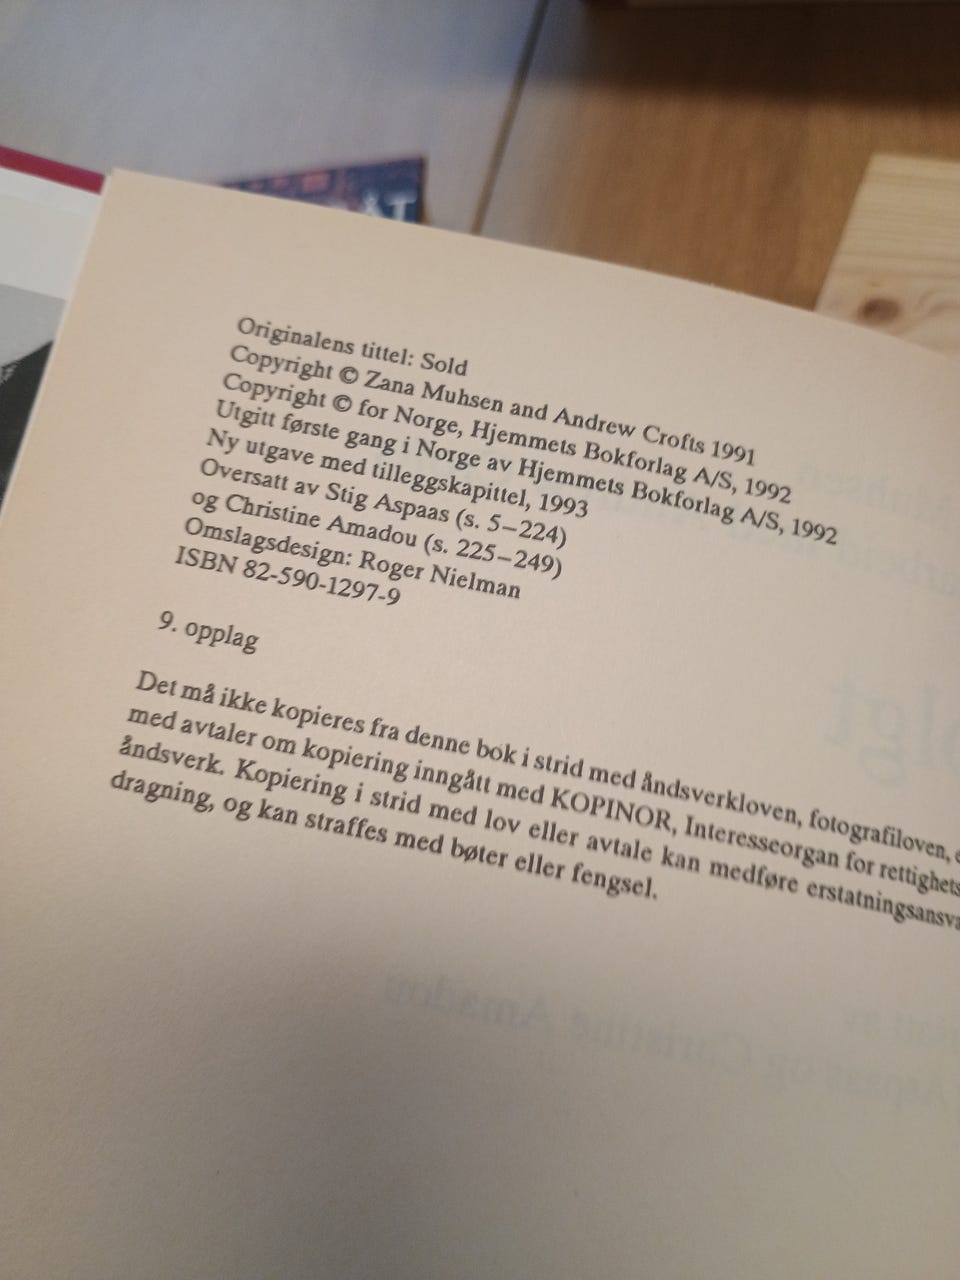 ÅT
Originalens tittel: Sold
Copyright © Zana Muhsen and Andrew Crofts 1991
Copyright © for Norge, Hjemmets Bokforlag A/S, 1992
Utgitt første gang i Norge av Hjemmets Bokforlag A/S, 1992
Ny utgave med tilleggskapittel, 1993
Oversatt av Stig Aspaas (s. 5–224)
og Christine Amadou (s. 225–249)
Omslagsdesign: Roger Nielman
ISBN 82-590-1297-9
9. opplag
Det må ikke kopieres fra denne bok i strid med åndsverkloven, fotografiloven,
med avtaler om kopiering inngått med KOPINOR, Interesseorgan for rettighets
åndsverk. Kopiering i strid med lov eller avtale kan medføre erstatningsansva
dragning, og kan straffes med bøter eller fengsel.